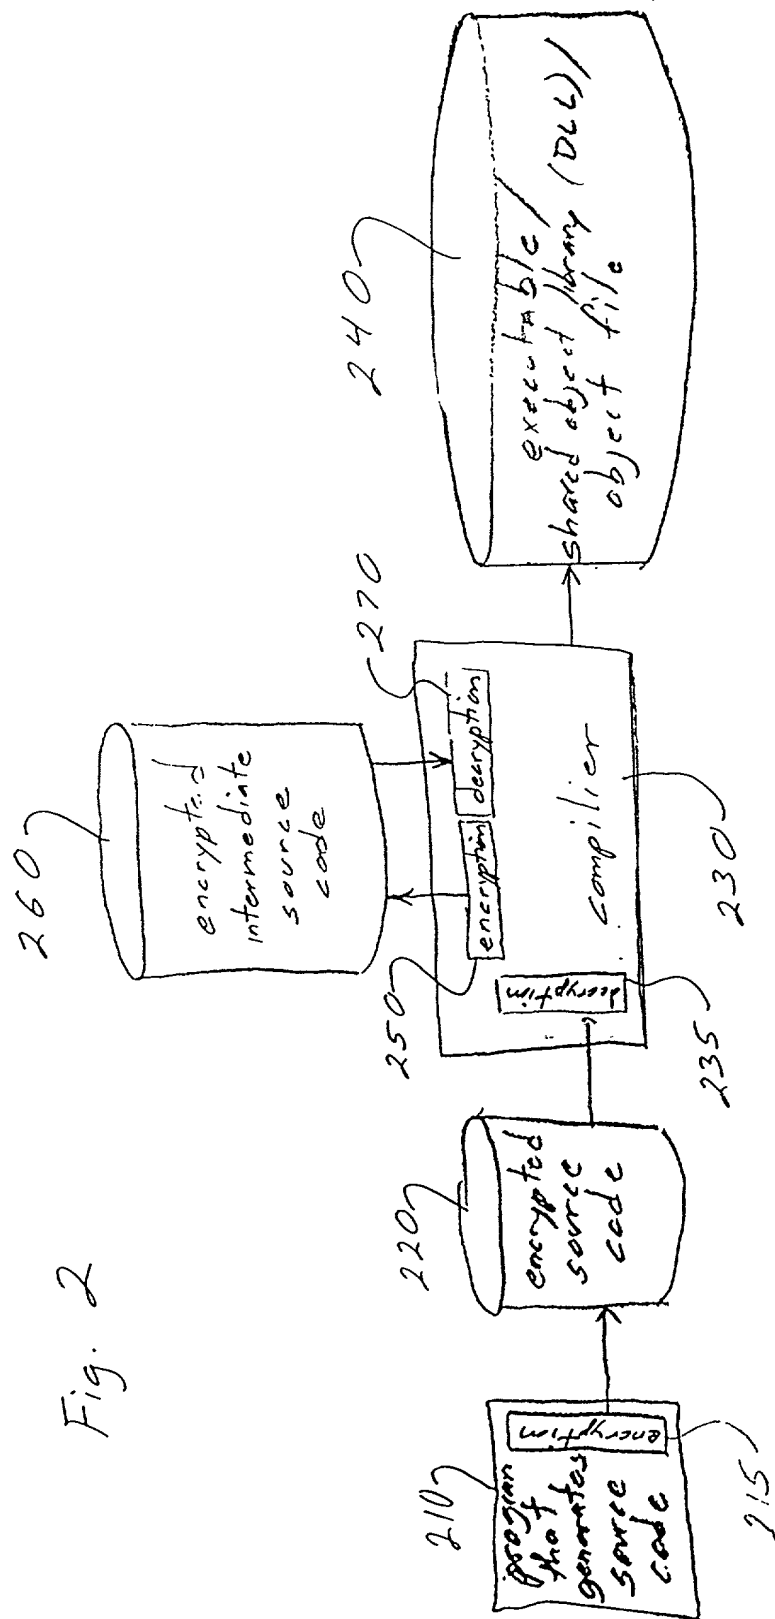 Fig. 2
210
program
that
generates
source
code
encryption
215
220
encrypted
source
code
235
decryption
250
encryption
decryption
270
compilier
230
260
encrypted
intermediate
source
code
240
executable/
shared object library (DLL)/
object file